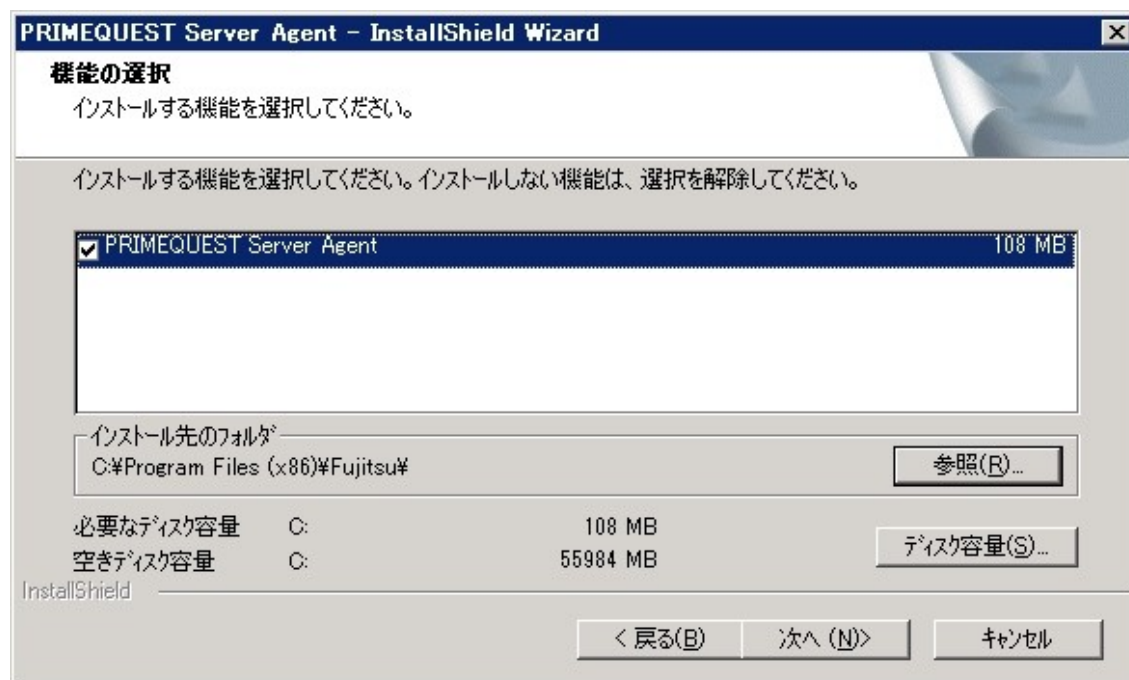 PRIMEQUEST Server Agent - InstallShield Wizard
機能の選択
インストールする機能を選択してください。
インストールする機能を選択してください。インストールしない機能は、選択を解除してください。
PRIMEQUEST Server Agent 108 MB
インストール先のフォルダ
C:¥Program Files (x86)¥Fujitsu¥
参照(R)...
必要なディスク容量 C: 108 MB
空きディスク容量 C: 55984 MB
ディスク容量(S)...
InstallShield
< 戻る(B) 次へ (N)> キャンセル